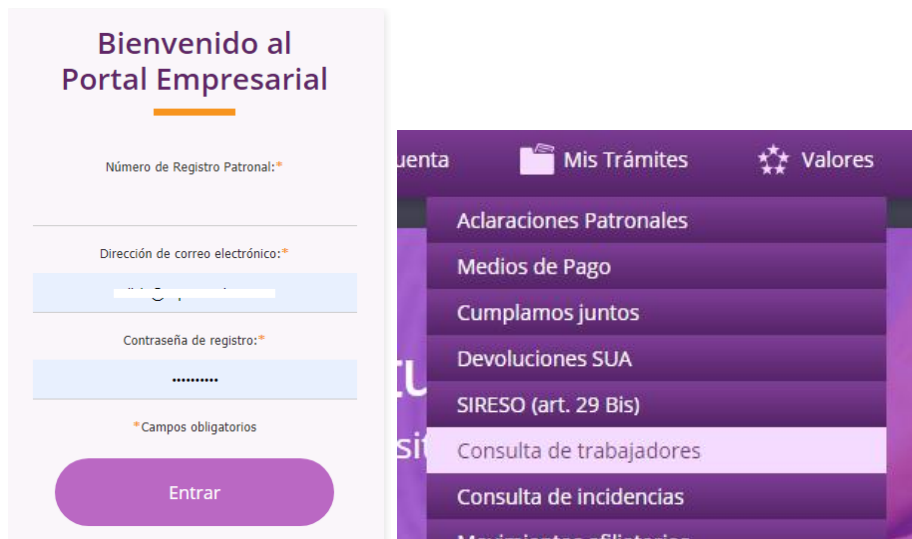 Bienvenido al
Portal Empresarial
Número de Registro Patronal:*
Dirección de correo electrónico:*
Contraseña de registro:*
••••••••••
*Campos obligatorios
Entrar
Mis Trámites
Valores
Aclaraciones Patronales
Medios de Pago
Cumplamos juntos
Devoluciones SUA
SIRESO (art. 29 Bis)
Consulta de trabajadores
Consulta de incidencias